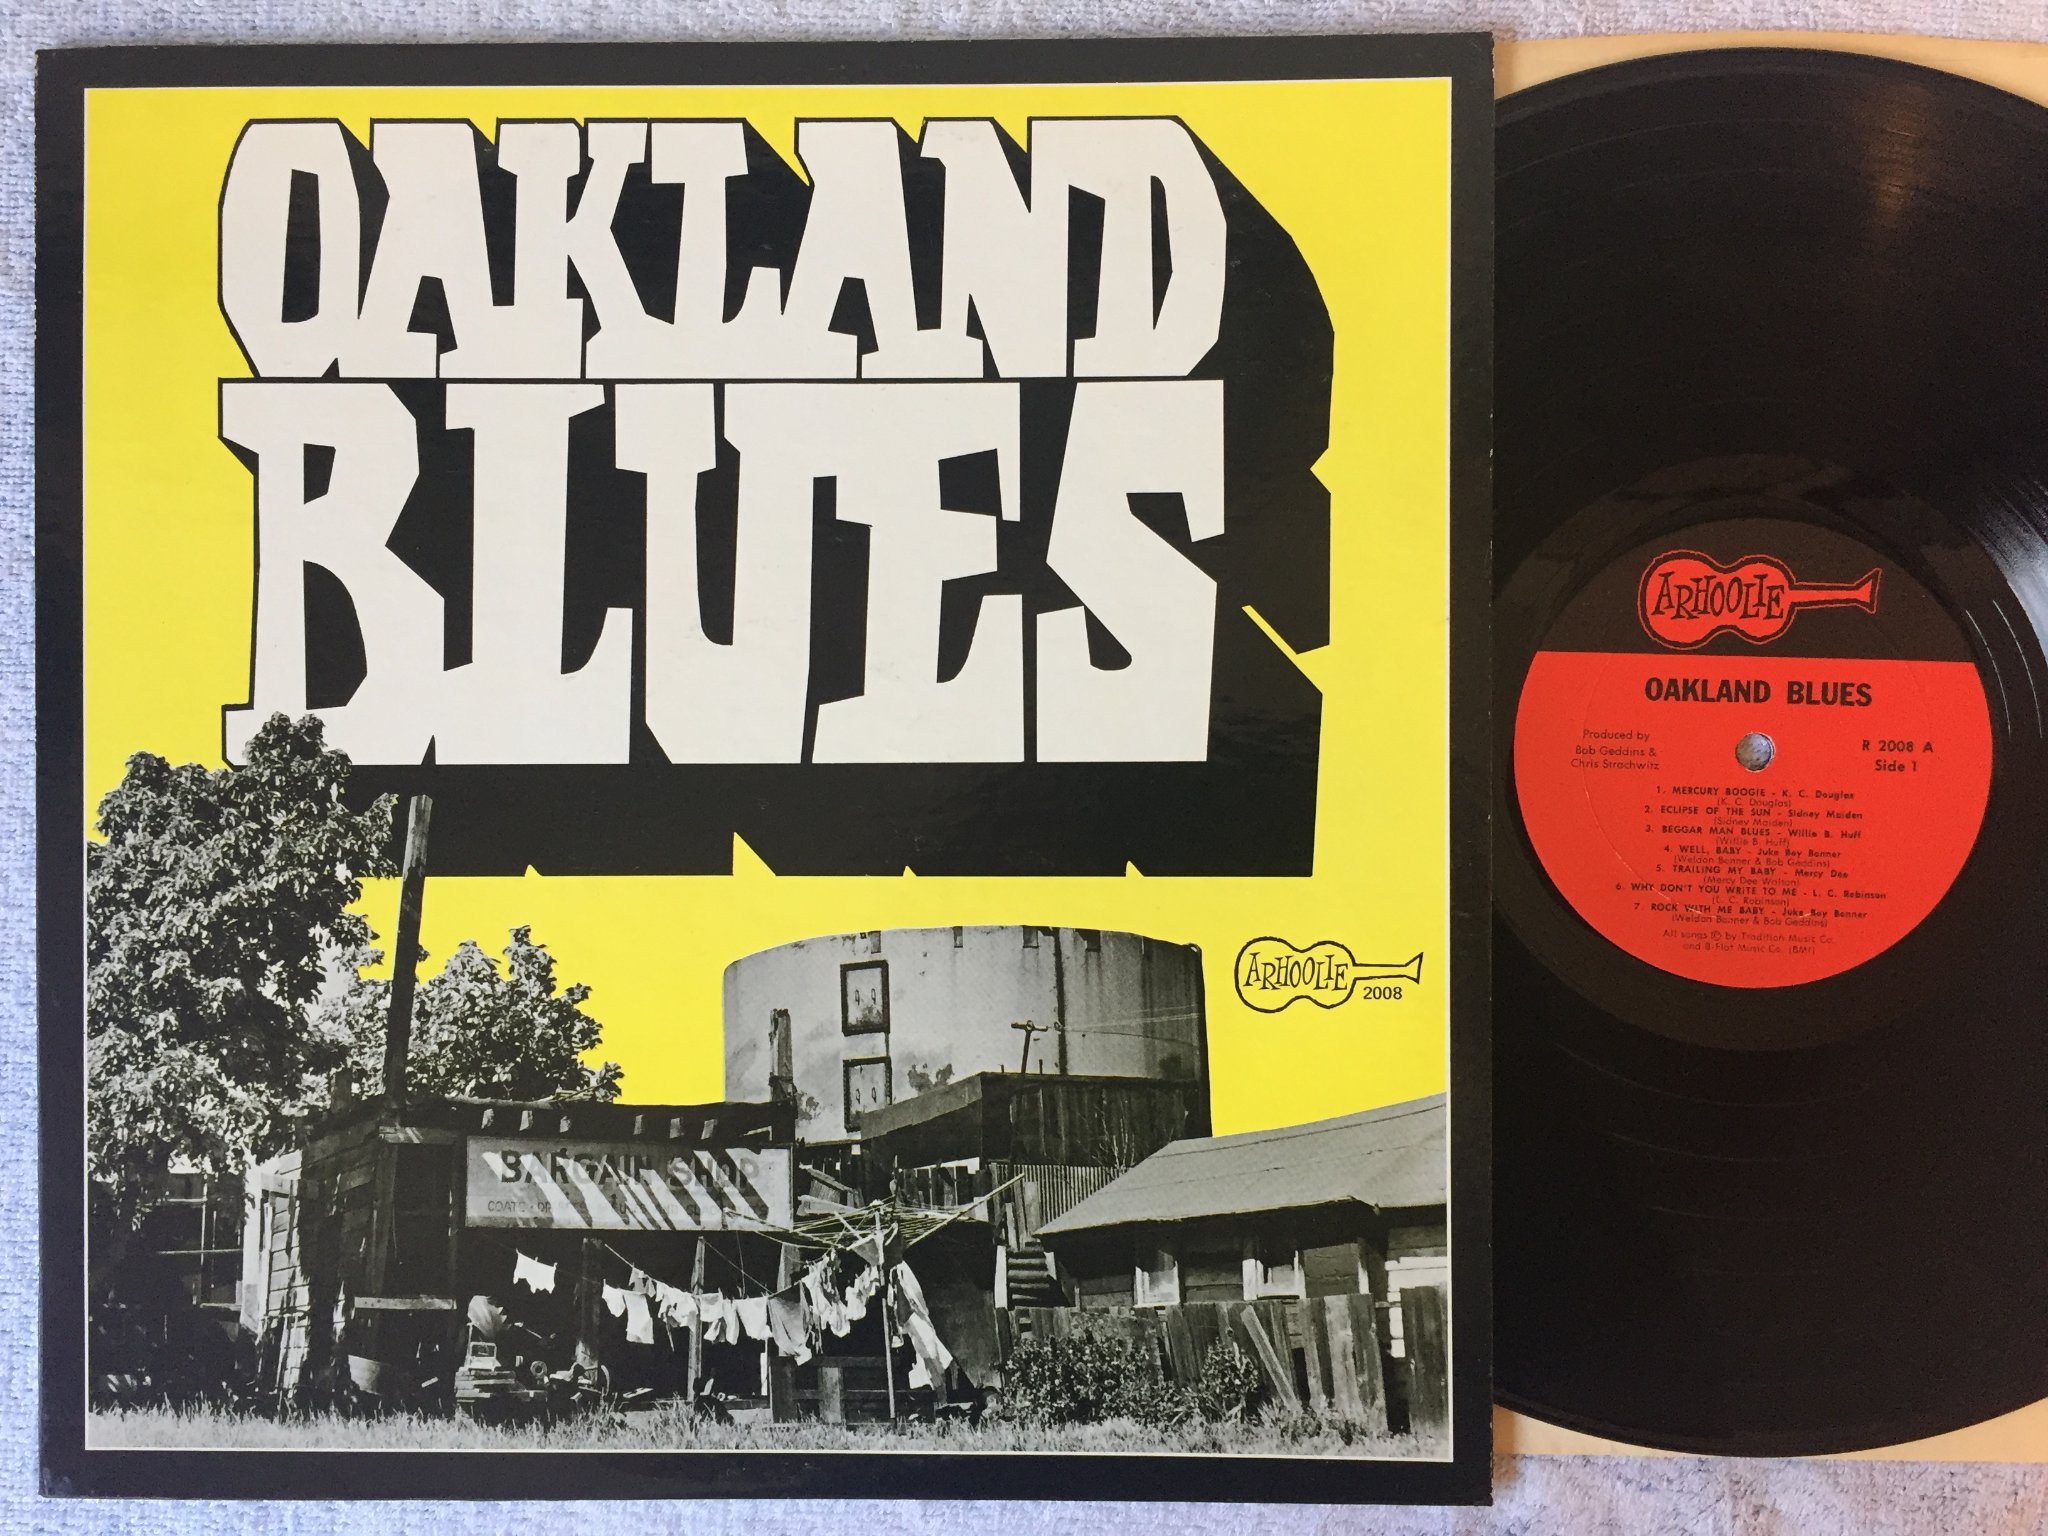 OAKLAND
BLUES
ARHOOLIE
2008
BARGAIN SHOP
COATS
ARHOOLIE
OAKLAND BLUES
Produced by
Bob Geddins &
Chris Strachwitz
R 2008 A
Side 1
1. MERCURY BOOGIE - K. C. Douglas
(K. C. Douglas)
2. ECLIPSE OF THE SUN - Sidney Maiden
(Sidney Maiden)
3. BEGGAR MAN BLUES - Willie B. Huff
(Willie B. Huff)
4. WELL, BABY - Juke Boy Bonner
(Weldon Bonner & Bob Geddins)
5. TRAILING MY BABY - Mercy Dee
(Mercy Dee Walton)
6. WHY DON'T YOU WRITE TO ME - L. C. Robinson
(L. C. Robinson)
7. ROCK WITH ME BABY - Juke Boy Bonner
(Weldon Bonner & Bob Geddins)
All songs © by Tradition Music Co.
and B-Flat Music Co. (BMI)